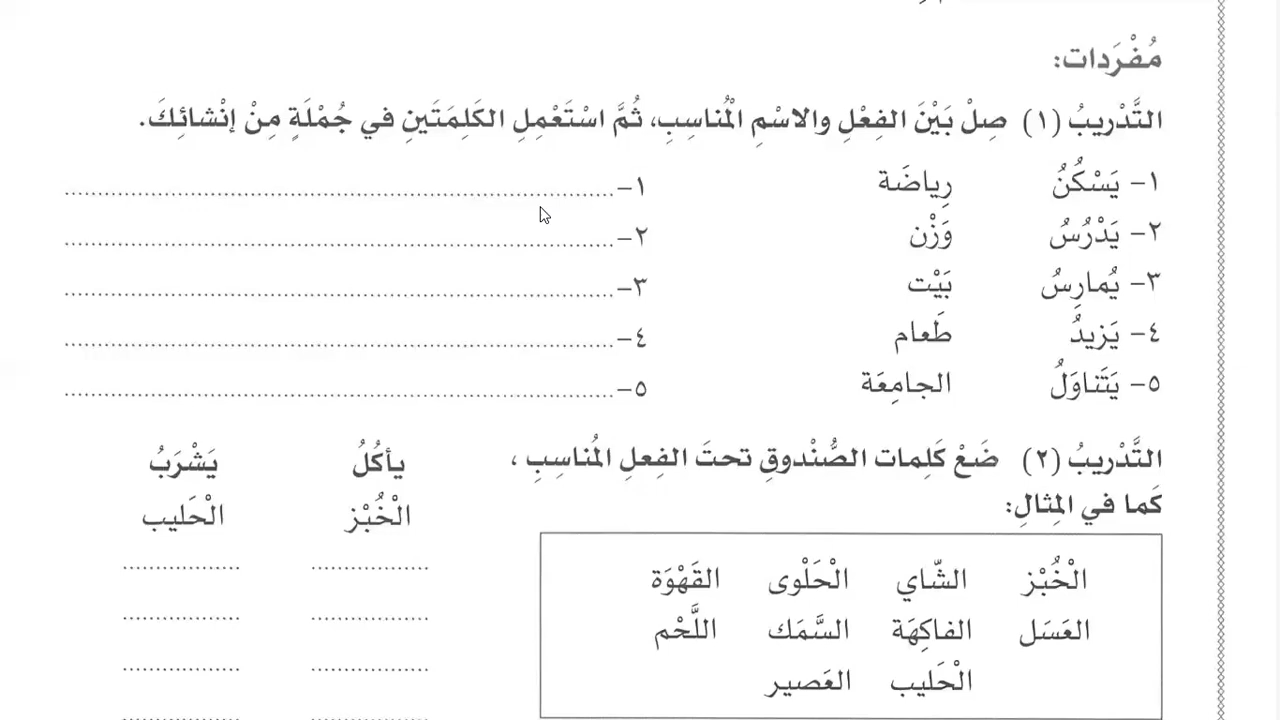 مُفْرَدات:
التَّدْريبُ (١) صِلْ بَيْنَ الفِعْلِ والاسْمِ الْمُناسِبِ، ثُمَّ اسْتَعْمِلِ الكَلِمَتَينِ في جُمْلَةٍ مِنْ إنْشائِكَ.
١- يَسْكُنُ رِياضَة ١- ........................
٢- يَدْرُسُ وَزْن ٢- ........................
٣- يُمارِسُ بَيْت ٣- ........................
٤- يَزيدُ طَعام ٤- ........................
٥- يَتَناوَلُ الجامِعَة ٥- ........................
التَّدْريبُ (٢) ضَعْ كَلِمات الصُّنْدوقِ تحتَ الفِعلِ المُناسِبِ ،
كَما في المِثالِ:
يأكُلُ يَشْرَبُ
الْخُبْز الْحَليب
الْخُبْز الشّاي الْحَلْوى القَهْوَة
العَسَل الفاكِهَة السَّمَك اللَّحْم
الْحَليب العَصير